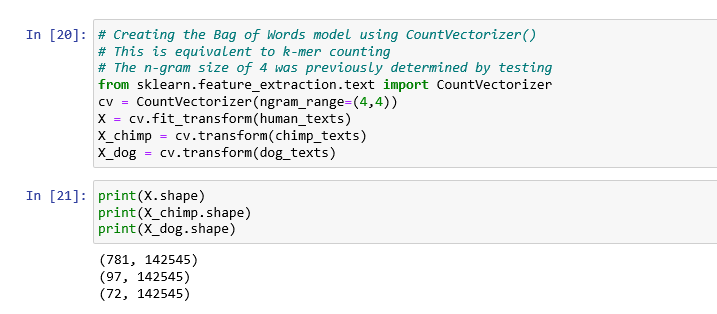 In [20]: # Creating the Bag of Words model using CountVectorizer()
# This is equivalent to k-mer counting
# The n-gram size of 4 was previously determined by testing
from sklearn.feature_extraction.text import CountVectorizer
cv = CountVectorizer(ngram_range=(4,4))
X = cv.fit_transform(human_texts)
X_chimp = cv.transform(chimp_texts)
X_dog = cv.transform(dog_texts)
In [21]: print(X.shape)
print(X_chimp.shape)
print(X_dog.shape)
(781, 142545)
(97, 142545)
(72, 142545)